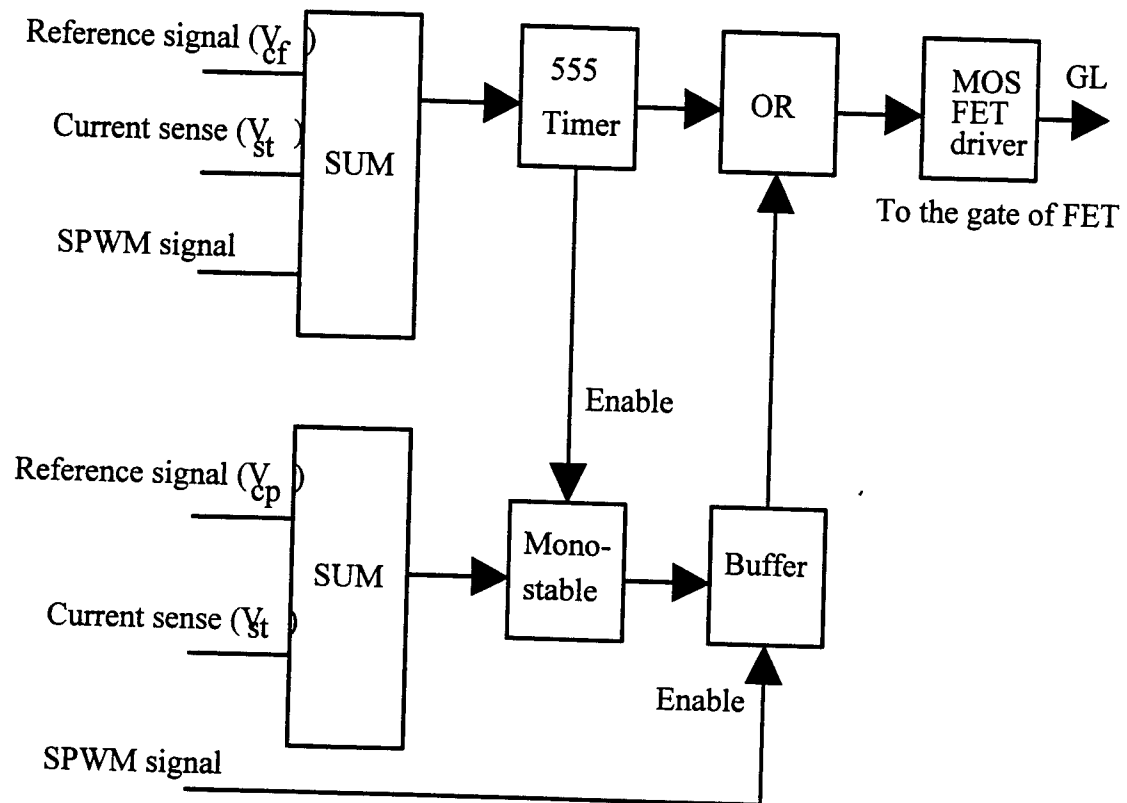 Reference signal (Vcf)
Current sense (Vst)
SPWM signal
SUM
555
Timer
OR
MOS
FET
driver
GL
To the gate of FET
Enable
Reference signal (Vcp)
Current sense (Vst)
SPWM signal
SUM
Mono-
stable
Buffer
Enable